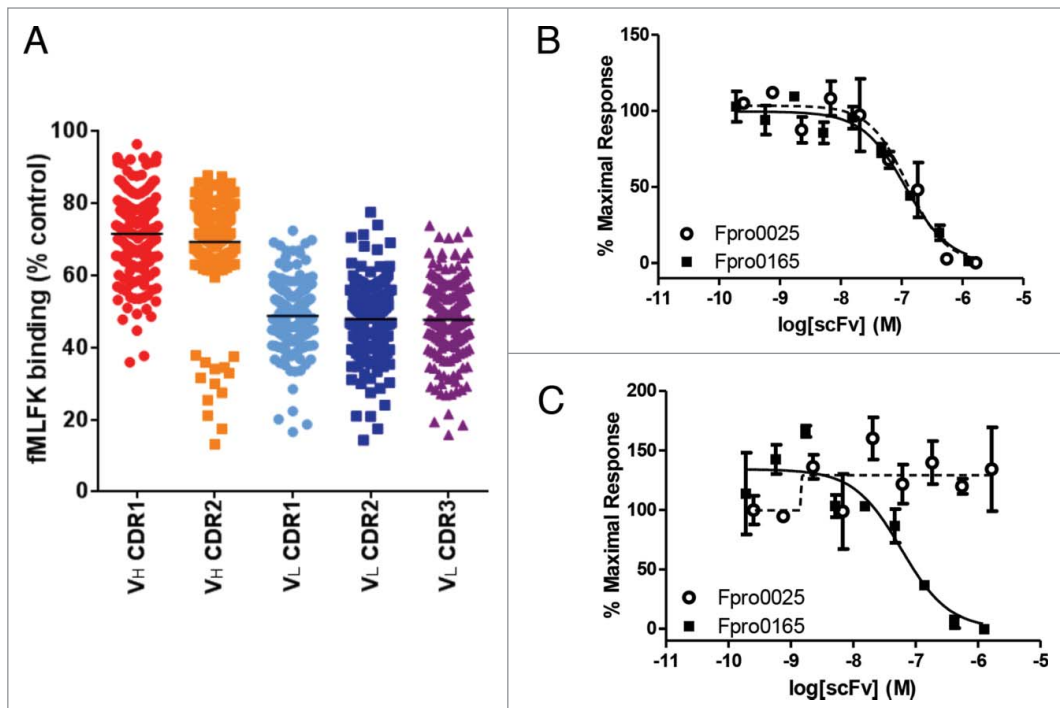 A
fMLFK binding (% control)
100
80
60
40
20
0
VH CDR1
VH CDR2
VL CDR1
VL CDR2
VL CDR3
B
% Maximal Response
150
100
50
0
Fpro0025
Fpro0165
-11 -10 -9 -8 -7 -6 -5
log[scFv] (M)
C
% Maximal Response
200
150
100
50
0
Fpro0025
Fpro0165
-11 -10 -9 -8 -7 -6 -5
log[scFv] (M)